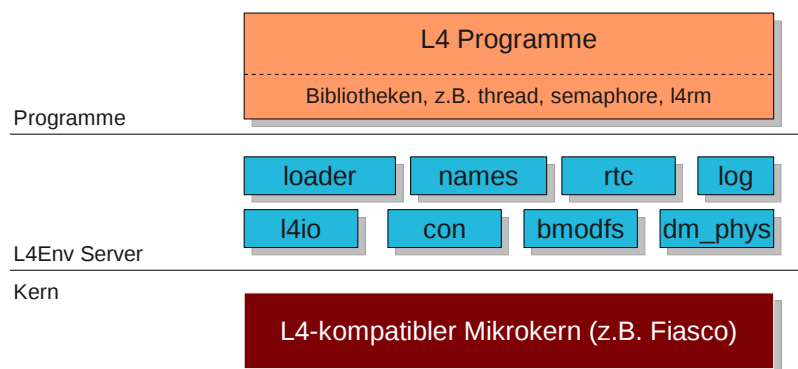 L4 Programme
Bibliotheken, z.B. thread, semaphore, l4rm
Programme
loader names rtc log
l4io con bmodfs dm_phys
L4Env Server
Kern
L4-kompatibler Mikrokern (z.B. Fiasco)